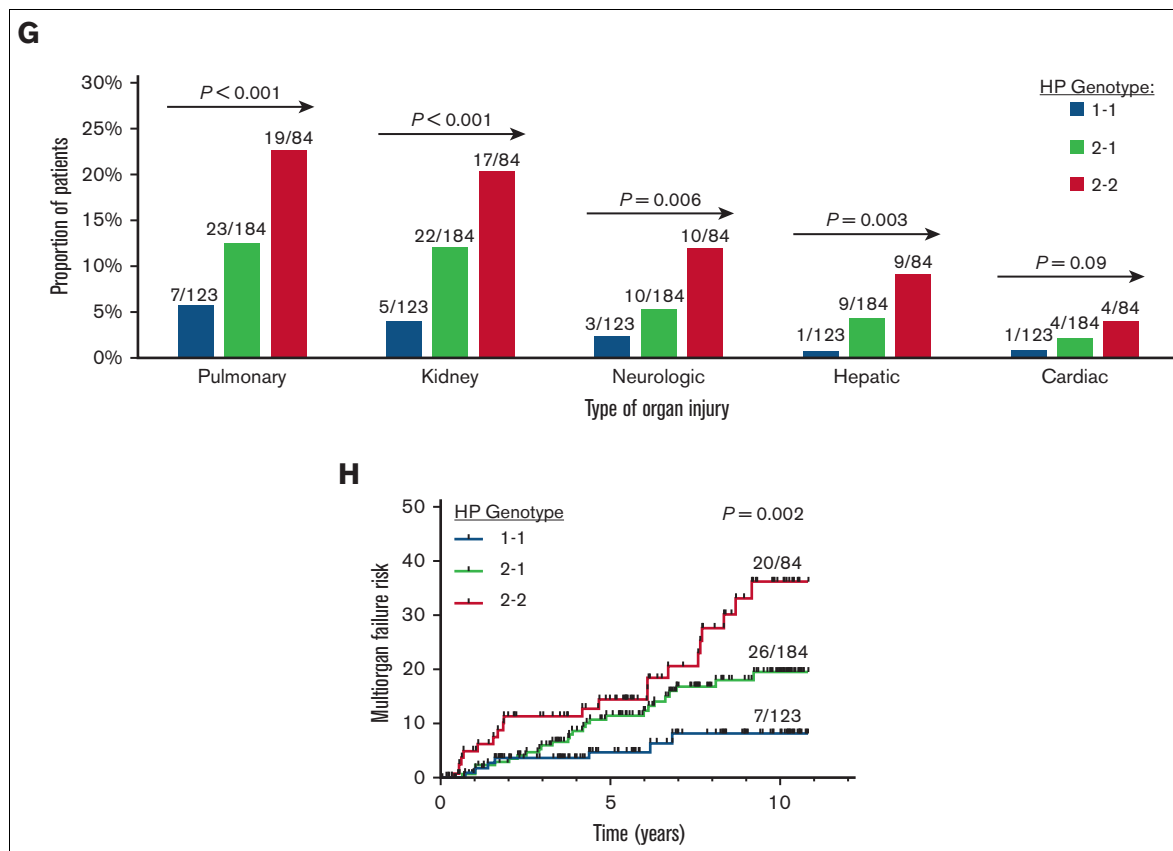 G
30%
25%
20%
15%
10%
5%
0%
Proportion of patients
P < 0.001
P < 0.001
P = 0.006
P = 0.003
P = 0.09
HP Genotype:
1-1
2-1
2-2
7/123
23/184
19/84
5/123
22/184
17/84
3/123
10/184
10/84
1/123
9/184
9/84
1/123
4/184
4/84
Pulmonary
Kidney
Neurologic
Hepatic
Cardiac
Type of organ injury
H
50
40
30
20
10
0
Multiorgan failure risk
HP Genotype
1-1
2-1
2-2
P = 0.002
20/84
26/184
7/123
0
5
10
Time (years)